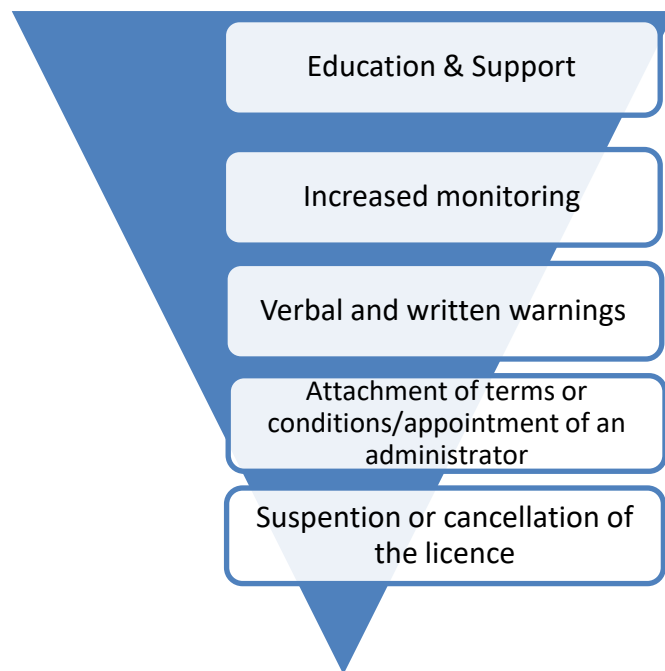 Education & Support
Increased monitoring
Verbal and written warnings
Attachment of terms or
conditions/appointment of an
administrator
Suspention or cancellation of
the licence